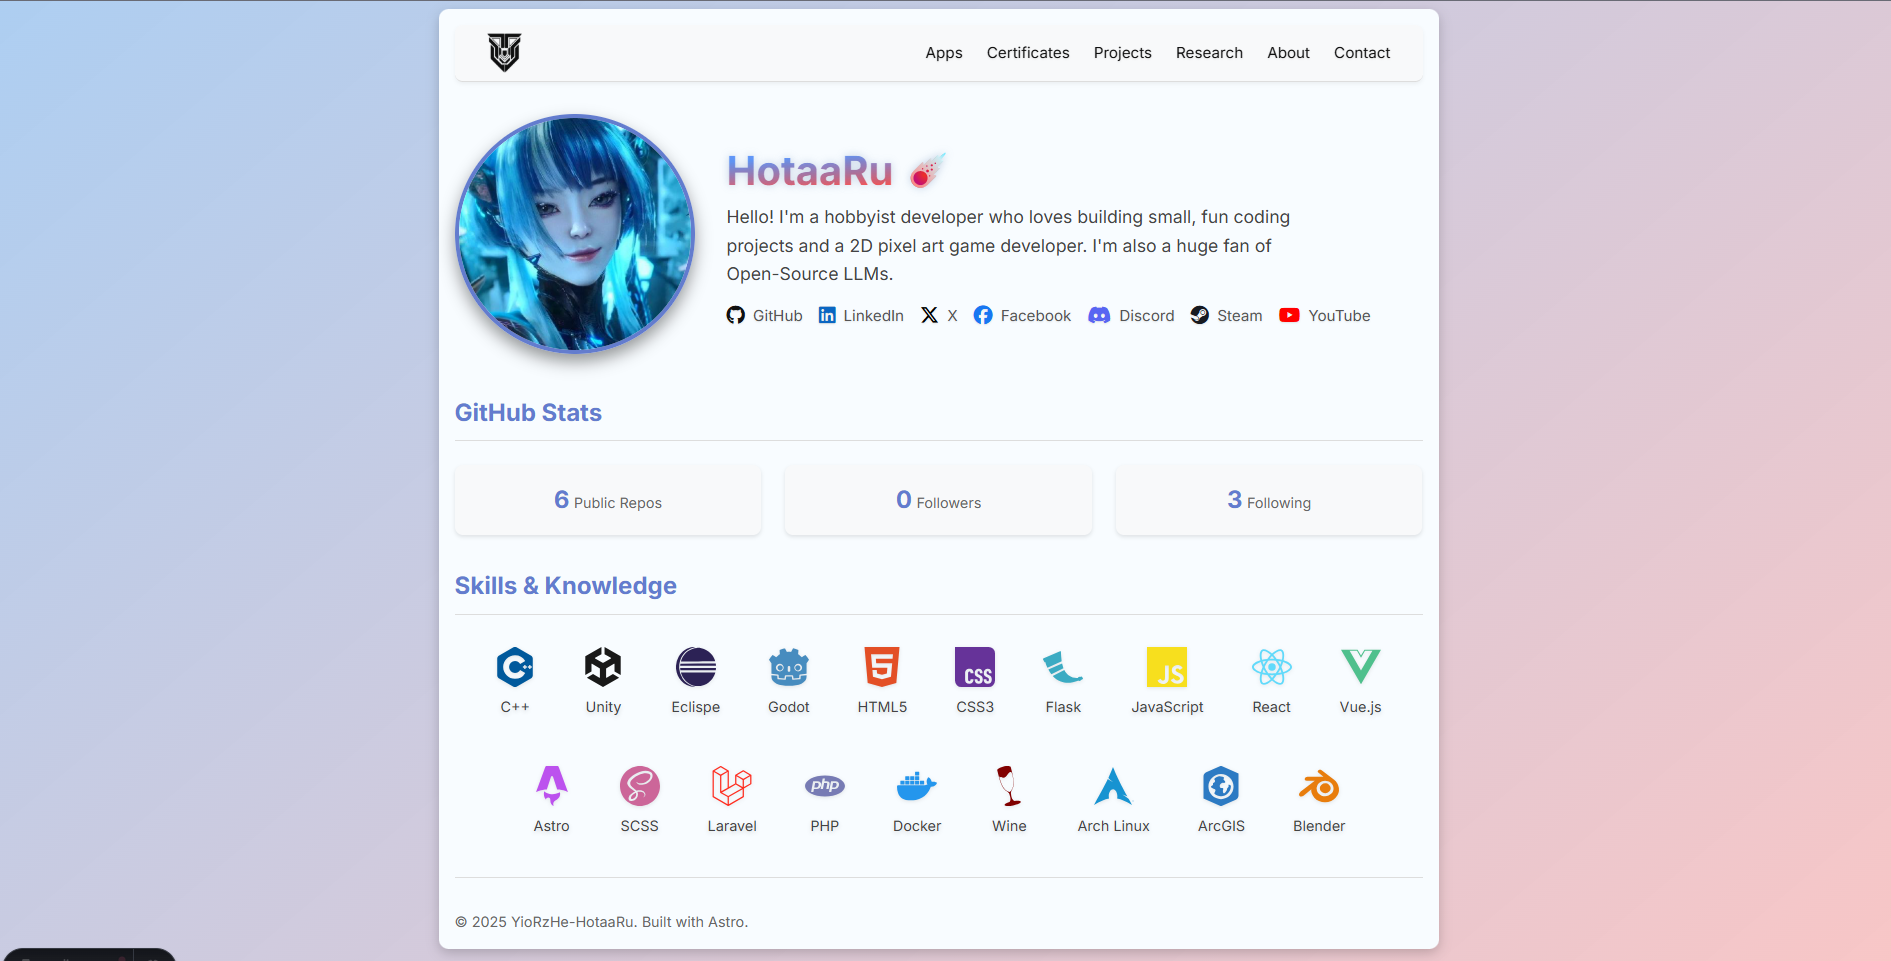 Apps Certificates Projects Research About Contact
HotaaRu
Hello! I'm a hobbyist developer who loves building small, fun coding
projects and a 2D pixel art game developer. I'm also a huge fan of
Open-Source LLMs.
GitHub LinkedIn X Facebook Discord Steam YouTube
GitHub Stats
6 Public Repos 0 Followers 3 Following
Skills & Knowledge
CSS JS
C++ Unity Eclispe Godot HTML5 CSS3 Flask JavaScript React Vue.js
php
Astro SCSS Laravel PHP Docker Wine Arch Linux ArcGIS Blender
© 2025 YioRzHe-HotaaRu. Built with Astro.